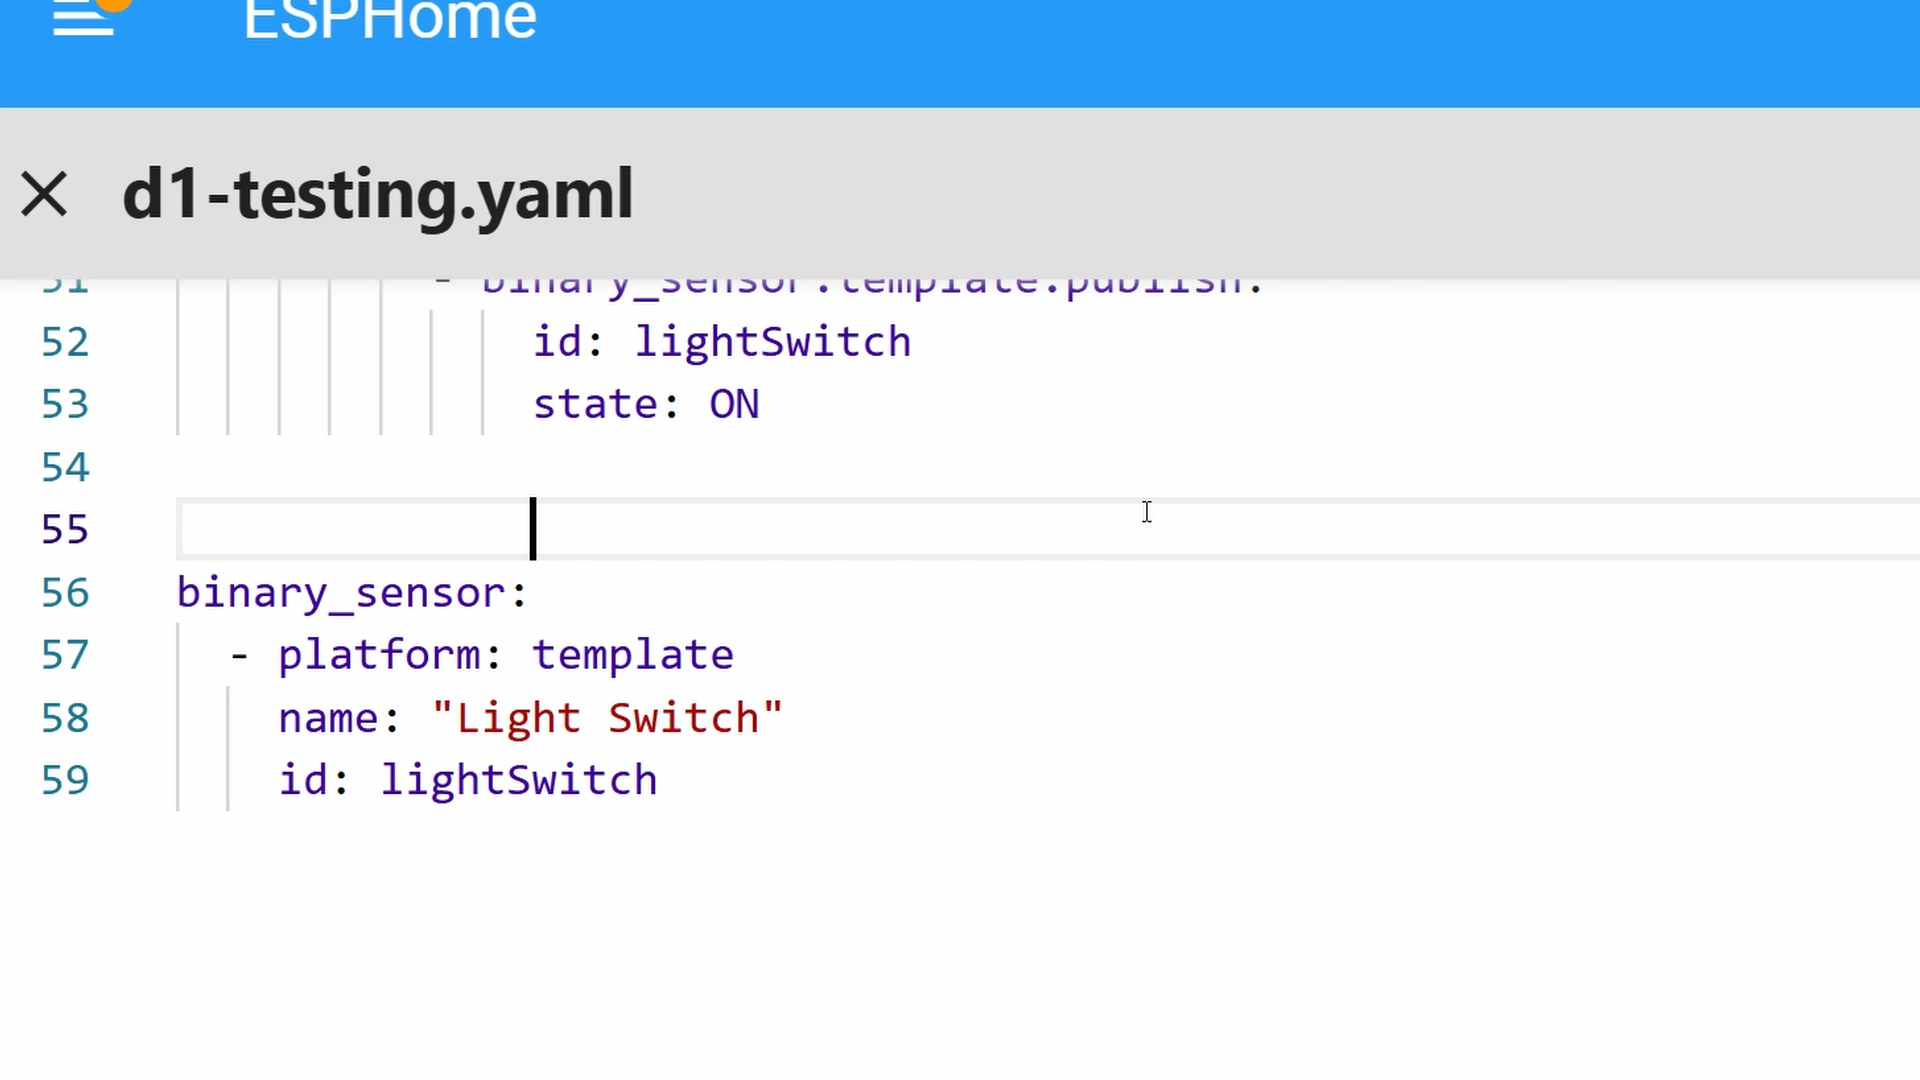 ESPHome
d1-testing.yaml
51 - binary_sensor.template.publish:
52 id: lightSwitch
53 state: ON
54
55
56 binary_sensor:
57 - platform: template
58 name: "Light Switch"
59 id: lightSwitch